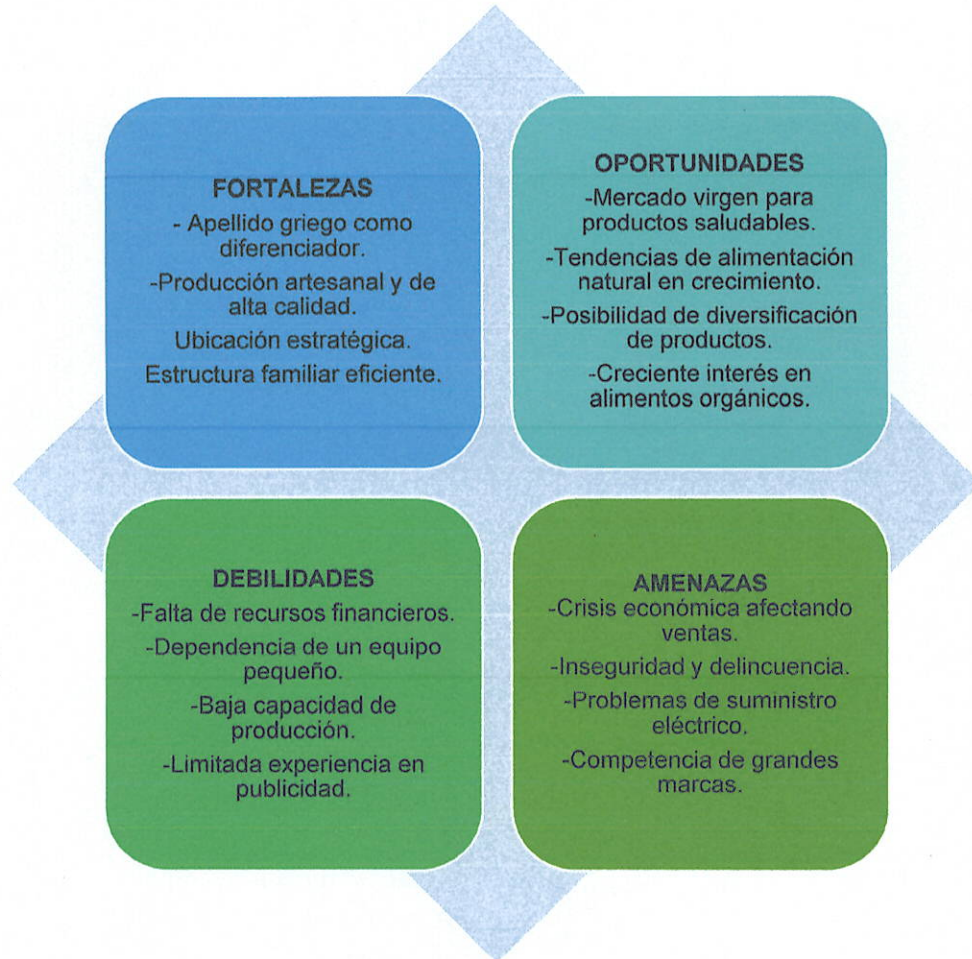 FORTALEZAS
- Apellido griego como
diferenciador.
-Producción artesanal y de
alta calidad.
Ubicación estratégica.
Estructura familiar eficiente.
OPORTUNIDADES
-Mercado virgen para
productos saludables.
-Tendencias de alimentación
natural en crecimiento.
-Posibilidad de diversificación
de productos.
-Creciente interés en
alimentos orgánicos.
DEBILIDADES
-Falta de recursos financieros.
-Dependencia de un equipo
pequeño.
-Baja capacidad de
producción.
-Limitada experiencia en
publicidad.
AMENAZAS
-Crisis económica afectando
ventas.
-Inseguridad y delincuencia.
-Problemas de suministro
eléctrico.
-Competencia de grandes
marcas.